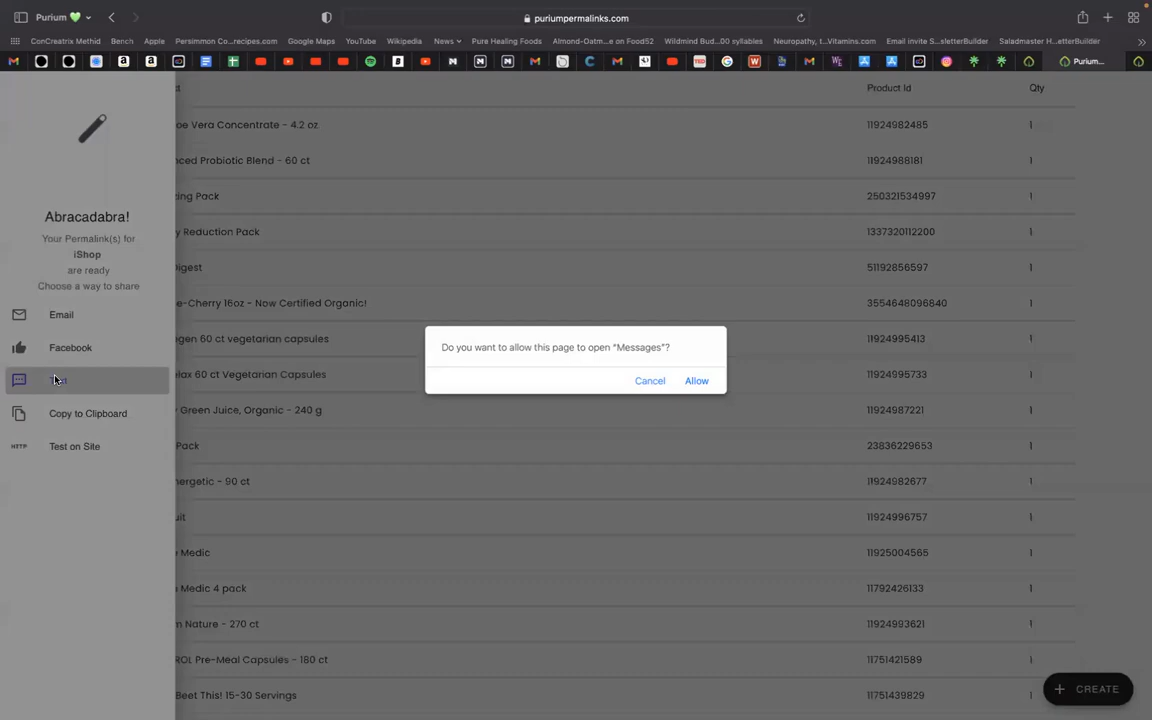 Purium
puriumpermalinks.com
ConCreatrix Methid Bench Apple Persimmon Co...recipes.com Google Maps YouTube Wikipedia News Pure Healing Foods Almond-Oatm...e on Food52 Wildmind Bud...00 syllables Neuropathy, t...Vitamins.com Email invite S...sletterBuilder Saladmaster H...etterBuilder
Purium...
Product Id Qty
oe Vera Concentrate - 4.2 oz 11924982485 1
nced Probiotic Blend - 60 ct 11924988181 1
ing Pack 250321534997 1
y Reduction Pack 1337320112200 1
Digest 51192856597 1
e-Cherry 16oz - Now Certified Organic! 3554648096840 1
gen 60 ct vegetarian capsules 11924995413 1
elax 60 ct Vegetarian Capsules 11924995733 1
y Green Juice, Organic - 240 g 11924987221 1
Pack 23836229653 1
nergetic - 90 ct 11924982677 1
uit 11924996757 1
Medic 11925004565 1
Medic 4 pack 11792426133 1
m Nature - 270 ct 11924993621 1
ROL Pre-Meal Capsules - 180 ct 11751421589 1
Beet This! 15-30 Servings 11751439829 1
Abracadabra!
Your Permalink(s) for
iShop
are ready
Choose a way to share
Email
Facebook
Text
Copy to Clipboard
HTTP Test on Site
Do you want to allow this page to open "Messages"?
Cancel Allow
+ CREATE